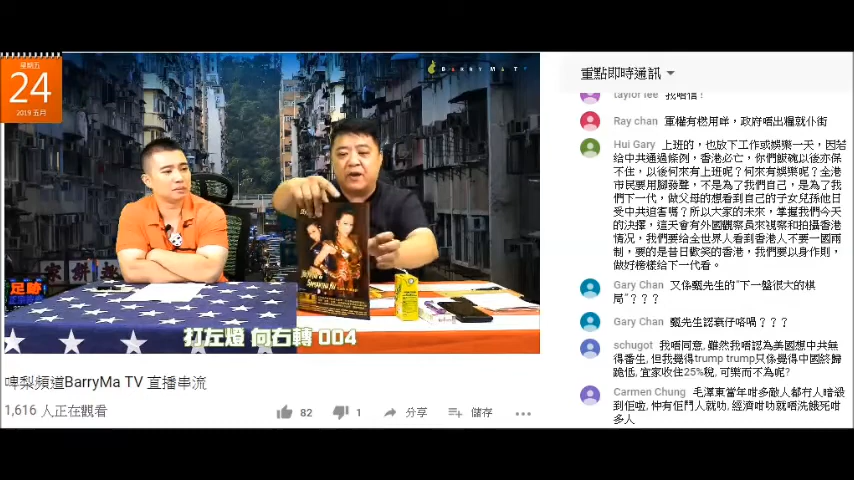 星期五
24
2019 五月
BARRY MA TV
足跡
打左燈 向右轉 004
啤梨頻道BarryMa TV 直播串流
1,616 人正在觀看
82
1
分享
儲存
重點即時通訊
taylor lee 我唔信！
Ray chan 軍權有撚用咩，政府唔出糧就仆街
Hui Gary 上班的，也放下工作或娛樂一天，因若
給中共通過條例，香港必亡，你們飯碗以後亦保
不住，以後何來有上班呢？何來有娛樂呢？全港
市民要用腳發聲，不是為了我們自己，是為了我
們下一代，做父母的想看到自己的子女兒孫他日
受中共迫害嗎？所以大家的未來，掌握我們今天
的決擇，這天會有外國觀察員來視察和拍攝香港
情況，我們要給全世界人看到香港人不要一國兩
制，要的是昔日歡笑的香港，我們要以身作則，
做好榜樣給下一代看。
Gary Chan 又係甄先生的"下一盤很大的棋
局"？？？
Gary Chan 甄先生認衰仔咯喎？？？
schugot 我唔同意, 雖然我唔認為美國想中共無
得番生, 但我覺得trump trump只係覺得中國終歸
跪低, 宜家收住25%稅, 可樂而不為呢?
Carmen Chung 毛澤東當年咁多敵人都冇人暗殺
到佢啦, 仲有佢鬥人就叻, 經濟咁叻就唔洗餓死咁
多人